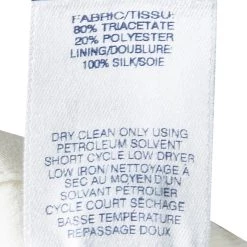 FABRIC/TISSU:
80% TRIACETATE
20% POLYESTER
LINING/DOUBLURE
100% SILK/SOIE
DRY CLEAN ONLY USING
PETROLEUM SOLVENT
SHORT CYCLE LOW DRYER
LOW IRON/ NETTOYAGE À
SEC AU MOYEN D'UN
SOLVANT PÉTROLIER
CYCLE COURT SÉCHAGE
BASSE TEMPÉRATURE
REPASSAGE DOUX